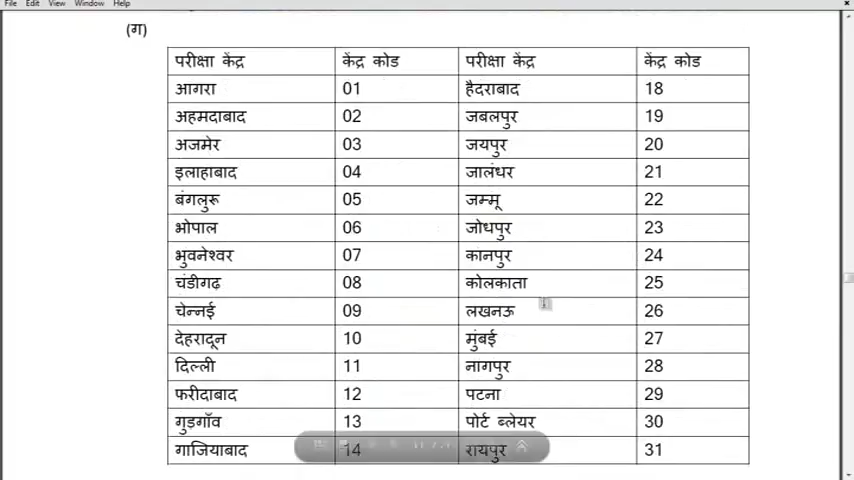 File Edit View Window Help
(ग)
परीक्षा केंद्र केंद्र कोड परीक्षा केंद्र केंद्र कोड
आगरा 01 हैदराबाद 18
अहमदाबाद 02 जबलपुर 19
अजमेर 03 जयपुर 20
इलाहाबाद 04 जालंधर 21
बंगलुरू 05 जम्मू 22
भोपाल 06 जोधपुर 23
भुवनेश्वर 07 कानपुर 24
चंडीगढ़ 08 कोलकाता 25
चेन्नई 09 लखनऊ 26
देहरादून 10 मुंबई 27
दिल्ली 11 नागपुर 28
फरीदाबाद 12 पटना 29
गुडगाँव 13 पोर्ट ब्लेयर 30
गाजियाबाद 14 रायपुर 31